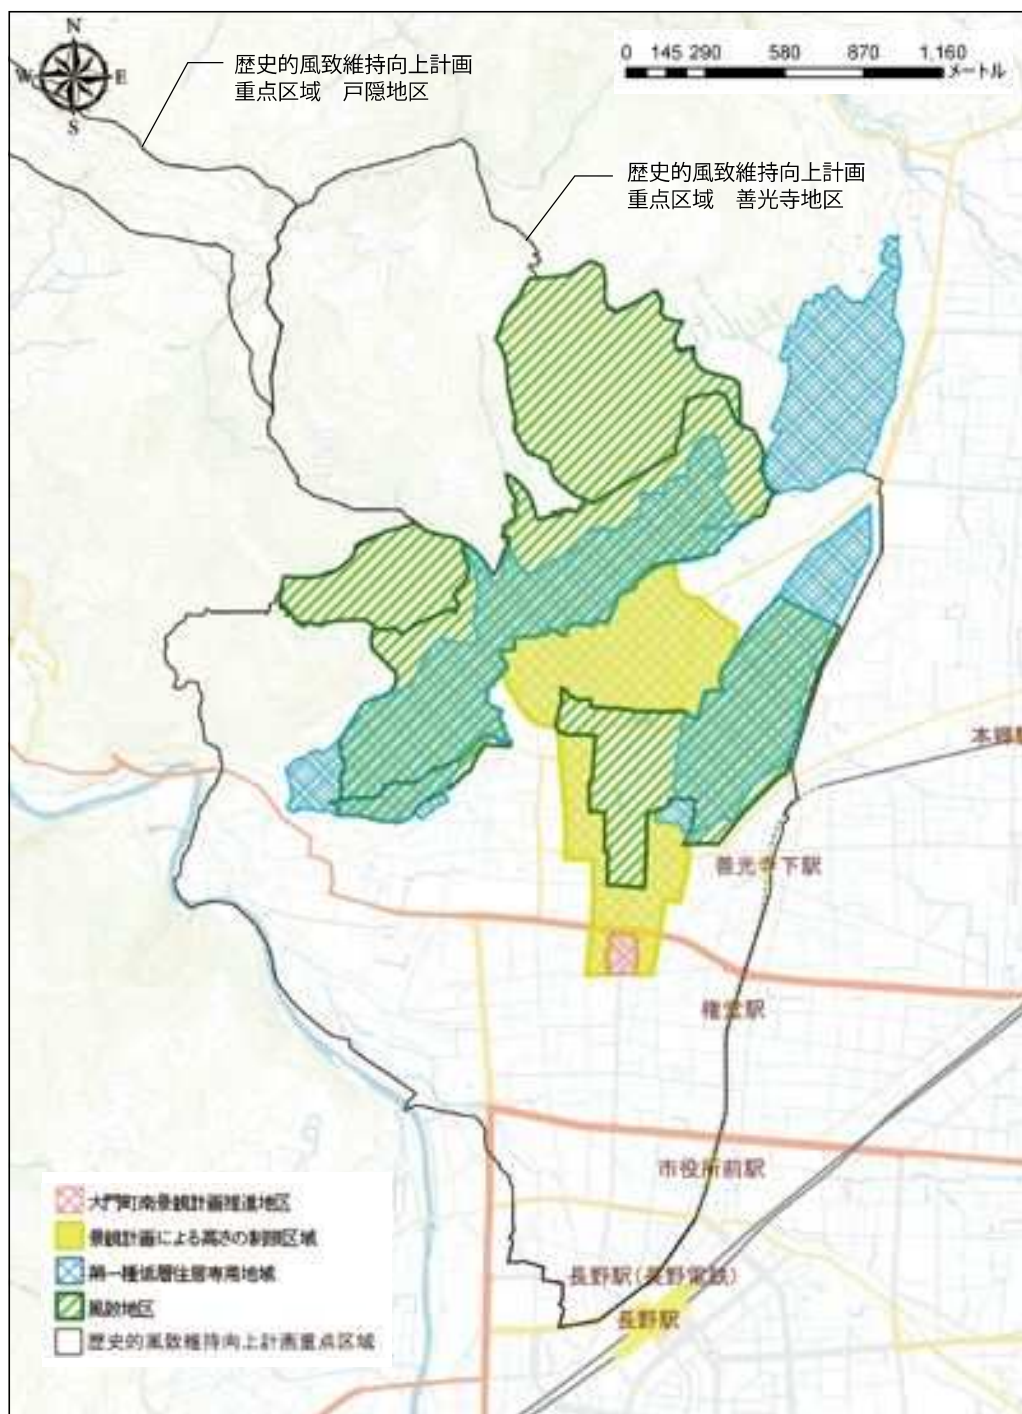 N
W
E
S
0 145 290 580 870 1,160
メートル
歴史的風致維持向上計画
重点区域 戸隠地区
歴史的風致維持向上計画
重点区域 善光寺地区
本郷駅
善光寺下駅
権堂駅
市役所前駅
長野駅(長野電鉄)
長野駅
大門町南景観計画推進地区
景観計画による高さの制限区域
第一種低層住居専用地域
風致地区
歴史的風致維持向上計画重点区域